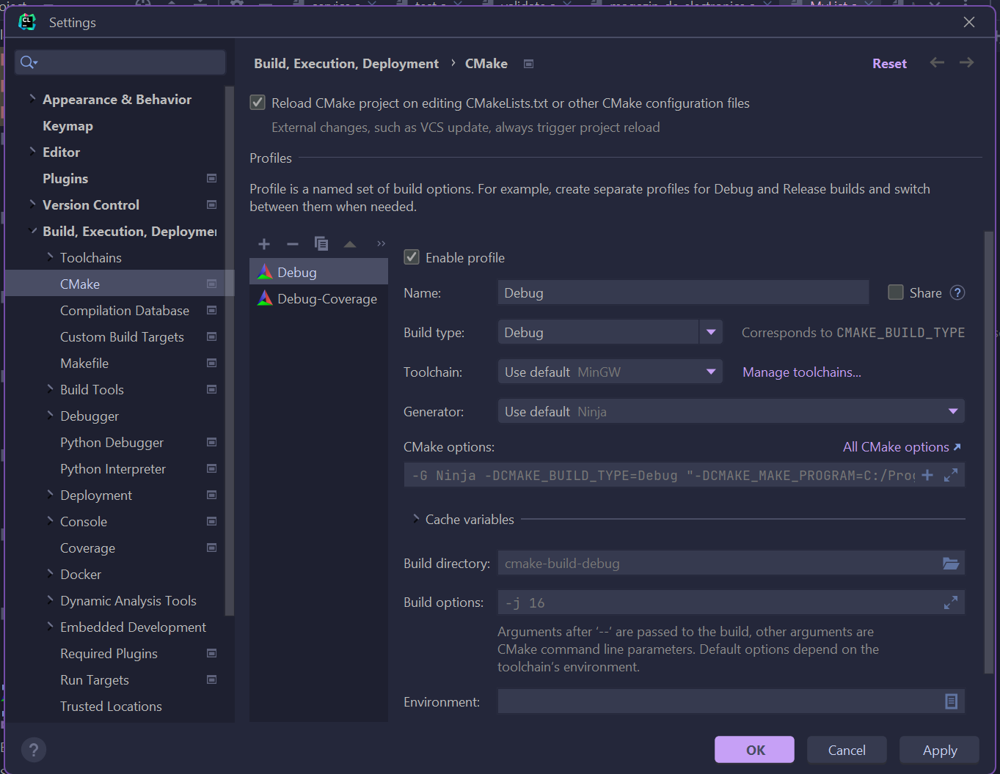 Settings
Build, Execution, Deployment › CMake
Reset
Appearance & Behavior
Keymap
Editor
Plugins
Version Control
Build, Execution, Deployme
Toolchains
CMake
Compilation Database
Custom Build Targets
Makefile
Build Tools
Debugger
Python Debugger
Python Interpreter
Deployment
Console
Coverage
Docker
Dynamic Analysis Tools
Embedded Development
Required Plugins
Run Targets
Trusted Locations
Reload CMake project on editing CMakeLists.txt or other CMake configuration files
External changes, such as VCS update, always trigger project reload
Profiles
Profile is a named set of build options. For example, create separate profiles for Debug and Release builds and switch
between them when needed.
Debug
Debug-Coverage
Enable profile
Name: Debug
Share
Build type: Debug
Corresponds to CMAKE_BUILD_TYPE
Toolchain: Use default MinGW
Manage toolchains...
Generator: Use default Ninja
CMake options:
All CMake options
-G Ninja -DCMAKE_BUILD_TYPE=Debug "-DCMAKE_MAKE_PROGRAM=C:/Prog
Cache variables
Build directory: cmake-build-debug
Build options: -j 16
Arguments after '--' are passed to the build, other arguments are
CMake command line parameters. Default options depend on the
toolchain's environment.
Environment:
OK
Cancel
Apply